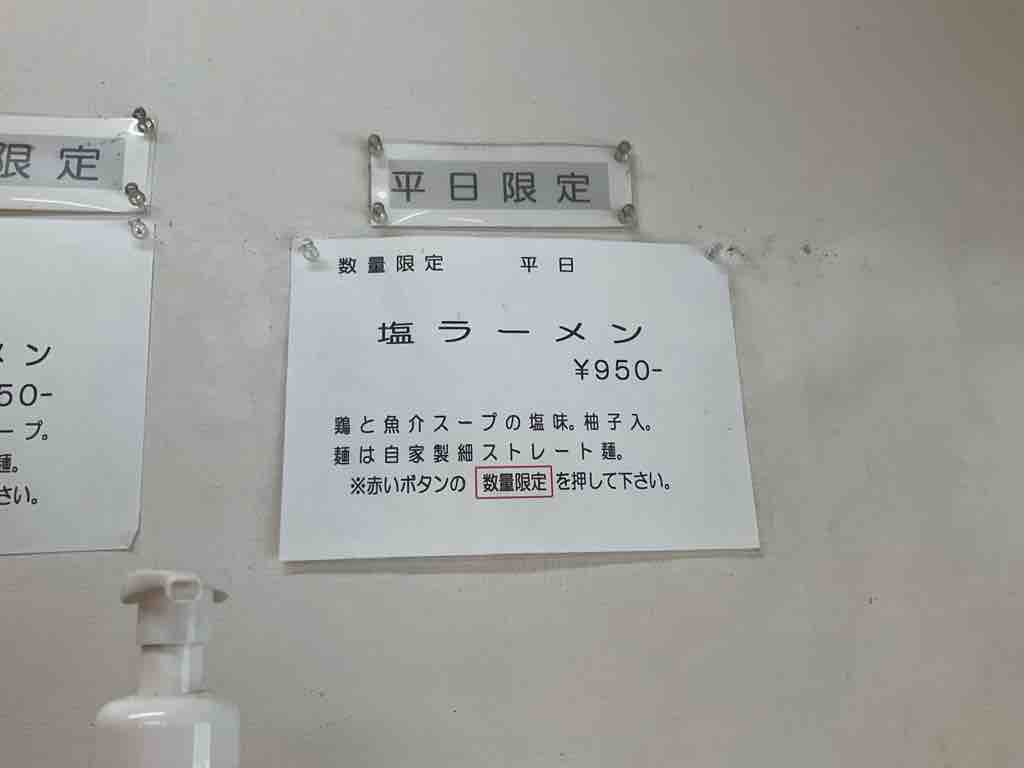 限定
メン
50-
ープ。
麺。
さい。
平日限定
数量限定 平日
塩ラーメン
¥950-
鶏と魚介スープの塩味。柚子入。
麺は自家製細ストレート麺。
※赤いボタンの 数量限定 を押して下さい。